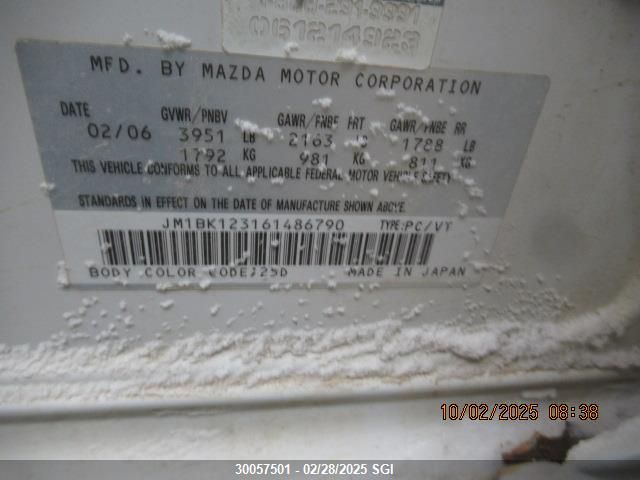 MFD. BY MAZDA MOTOR CORPORATION
DATE GVWR/PNBV GAWR/PNBE FRT GAWR/PNBE RR
02/06 3951 LB 2163 LB 1788 LB
1792 KG 981 KG 811 KG
THIS VEHICLE CONFORMS TO ALL APPLICABLE FEDERAL MOTOR VEHICLE SAFETY
STANDARDS IN EFFECT ON THE DATE OF MANUFACTURE SHOWN ABOVE.
JM1BK123161486790 TYPE:PC/VT
BODY COLOR CODE:25D MADE IN JAPAN
10/02/2025 08:38
30057501 - 02/28/2025 SGI